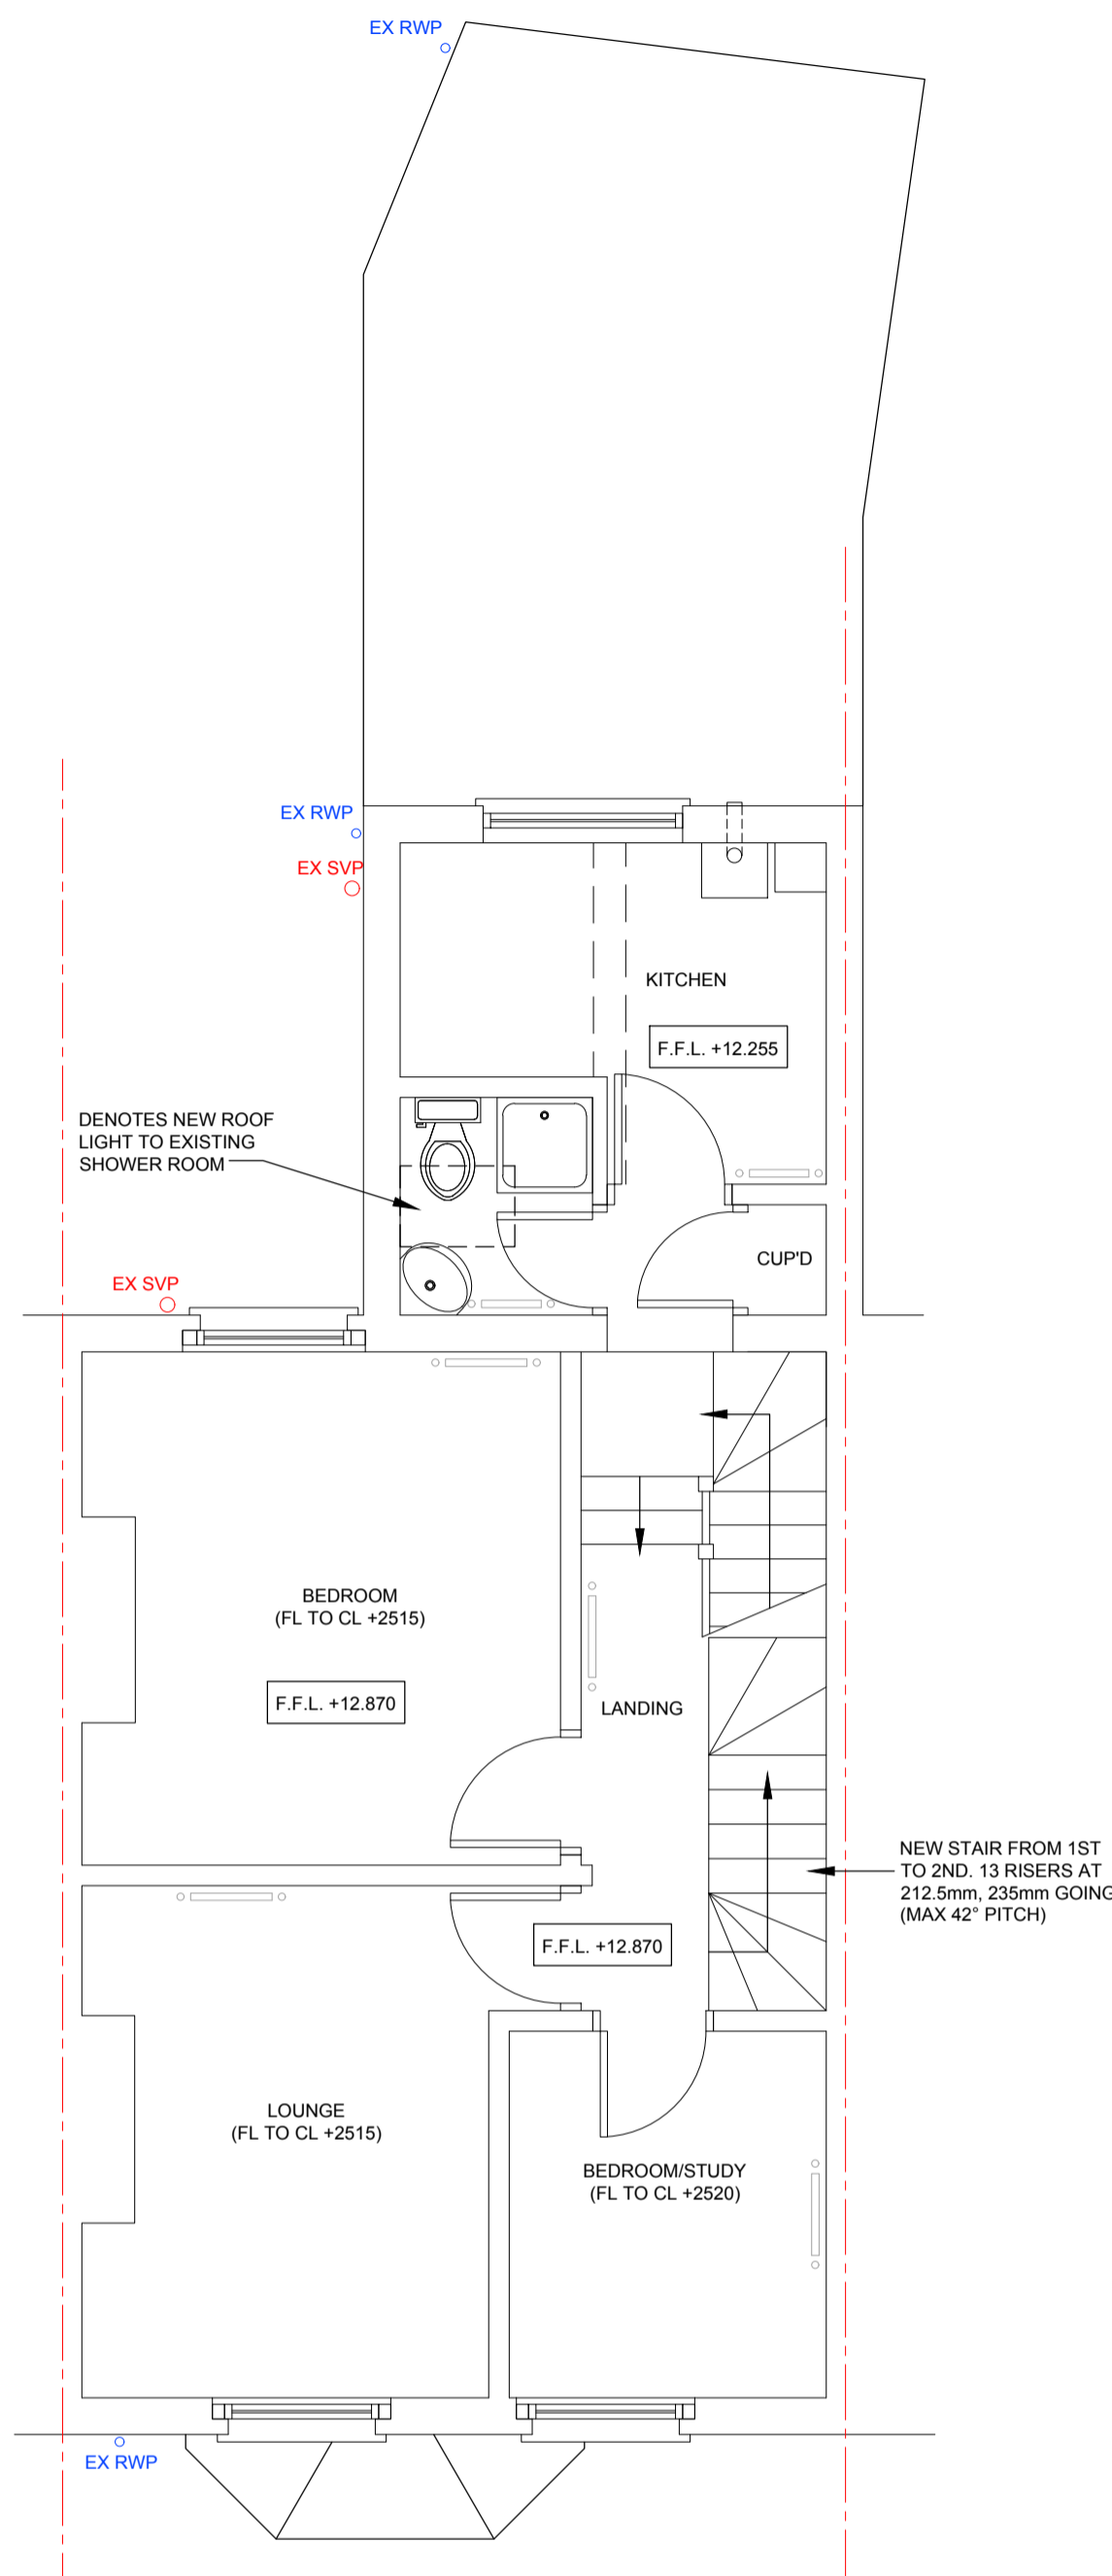 EX RWP
EX RWP
EX SVP
KITCHEN
F.F.L. +12.255
DENOTES NEW ROOF
LIGHT TO EXISTING
SHOWER ROOM
CUP'D
EX SVP
BEDROOM
(FL TO CL +2515)
F.F.L. +12.870
LANDING
NEW STAIR FROM 1ST
TO 2ND. 13 RISERS AT
212.5mm, 235mm GOING
(MAX 42° PITCH)
F.F.L. +12.870
LOUNGE
(FL TO CL +2515)
BEDROOM/STUDY
(FL TO CL +2520)
EX RWP